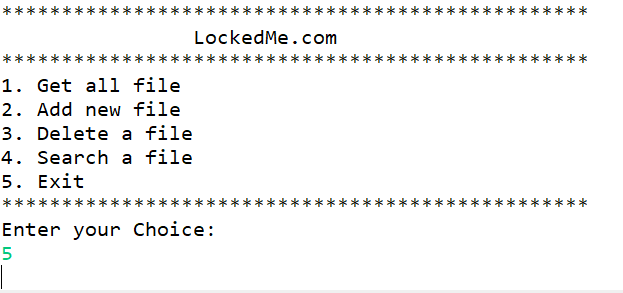 *************************************************
LockedMe.com
*************************************************
1. Get all file
2. Add new file
3. Delete a file
4. Search a file
5. Exit
*************************************************
Enter your Choice:
5